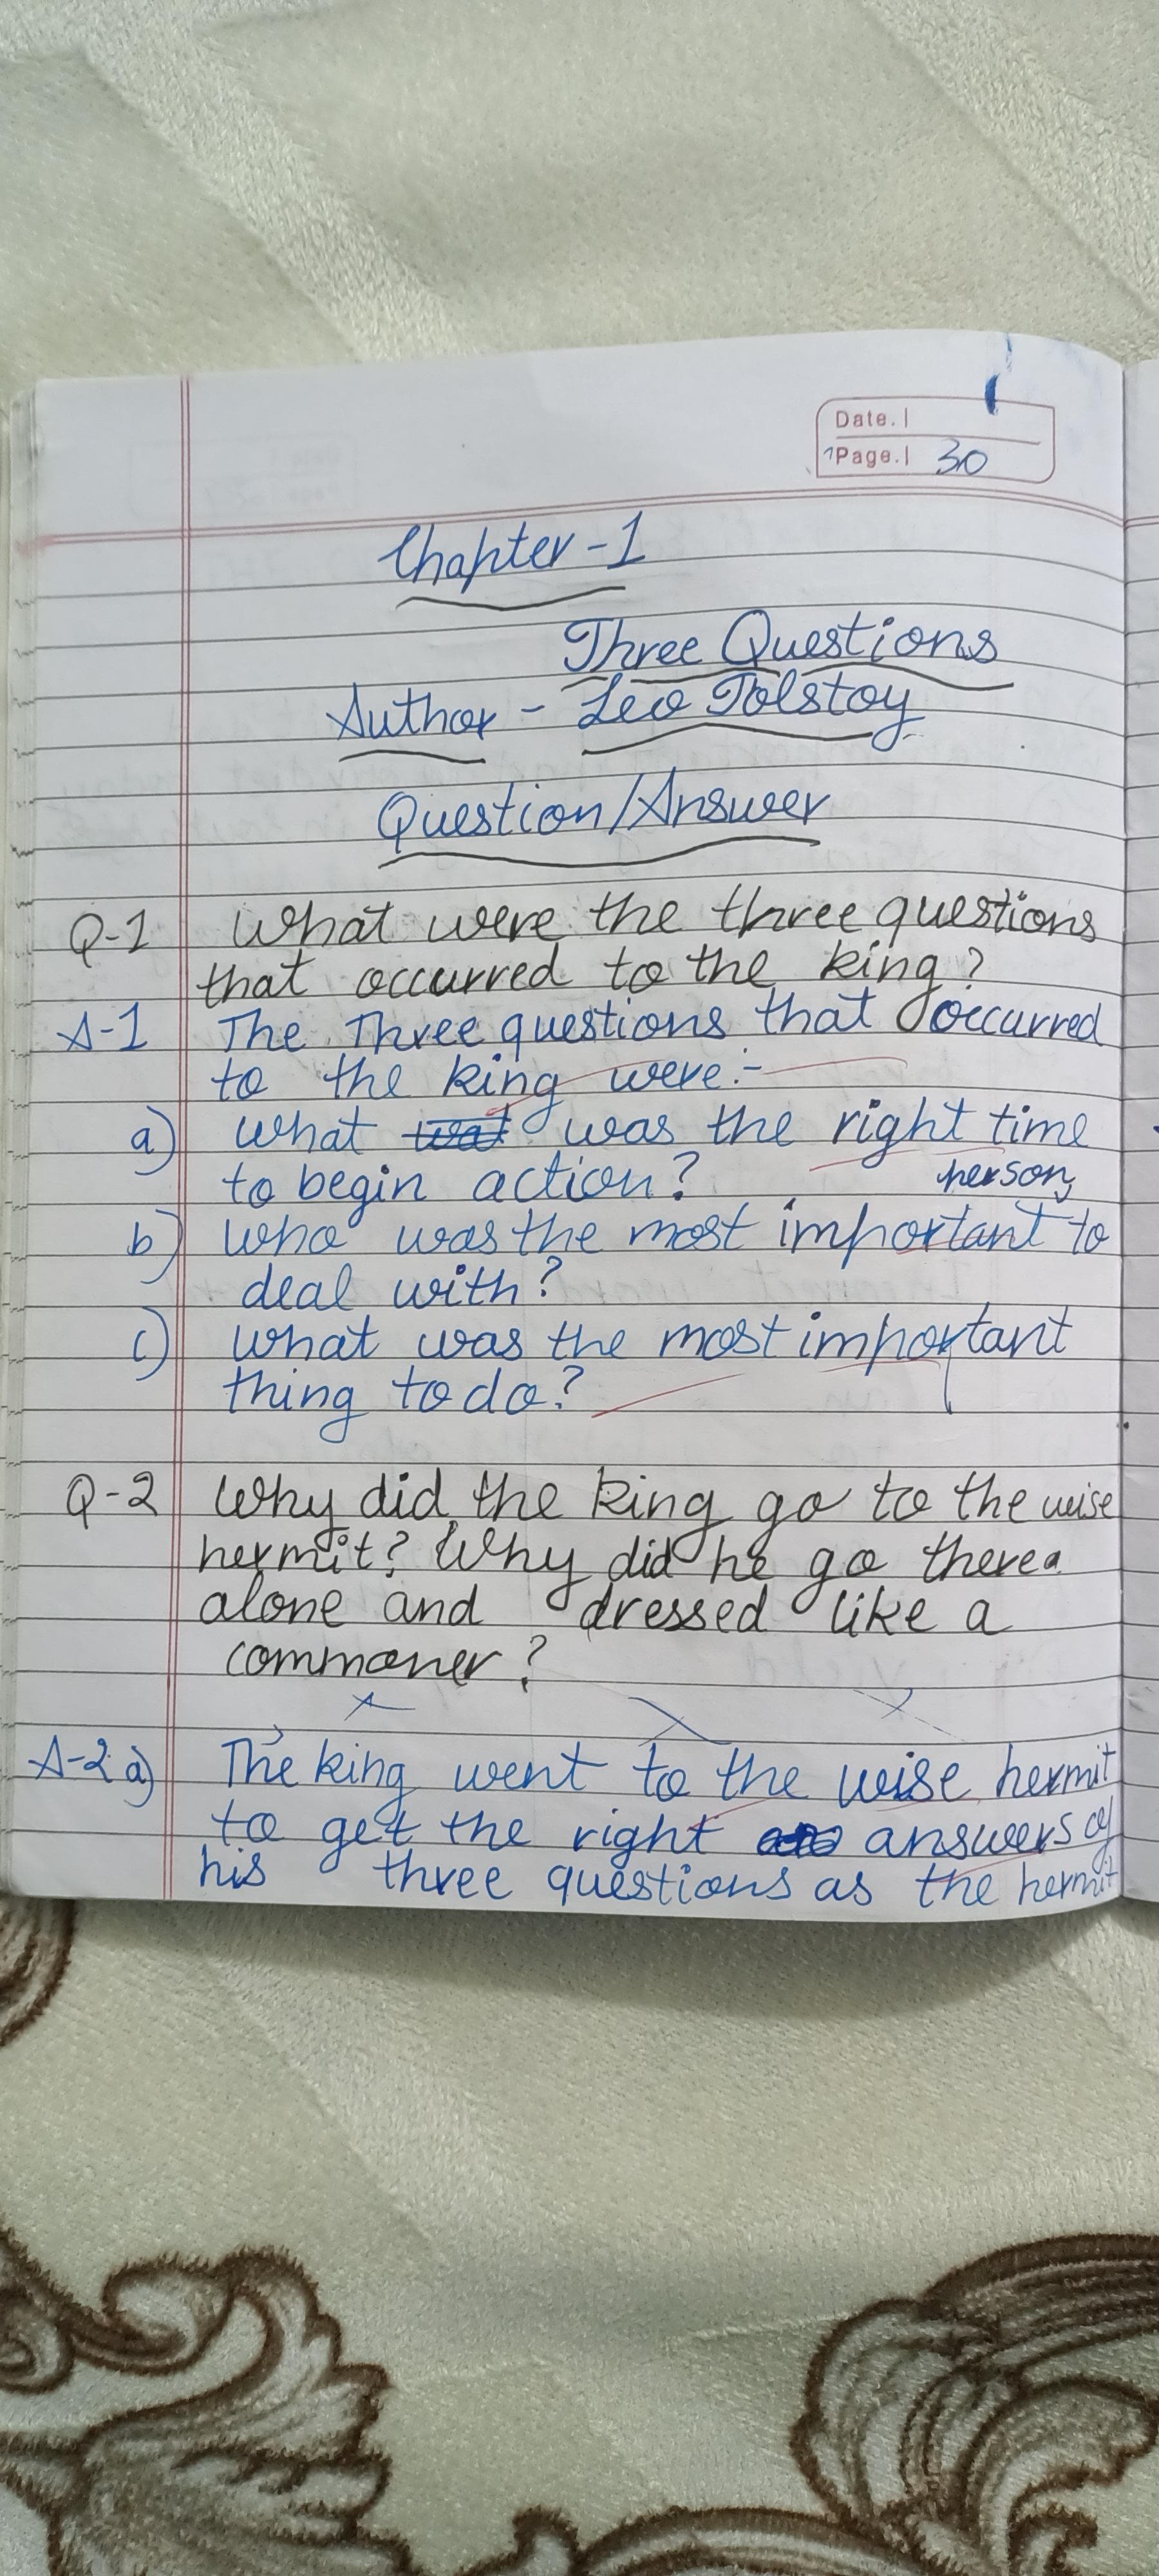 Date.
Page. 30
Chapter-1
Three Questions
Author - Leo Tolstoy
Question/Answer
Q-1 What were the three questions
that occurred to the king?
A-1 The Three questions that occurred
to the king were:-
a) What was the right time
to begin action?
person,
b) Who was the most important to
deal with?
c) What was the most important
thing to do?
Q-2 Why did the king go to the wise
hermit? Why did he go there
alone and dressed like a
commoner?
A-2 a) The king went to the wise hermit
to get the right answers of
his three questions as the hermit